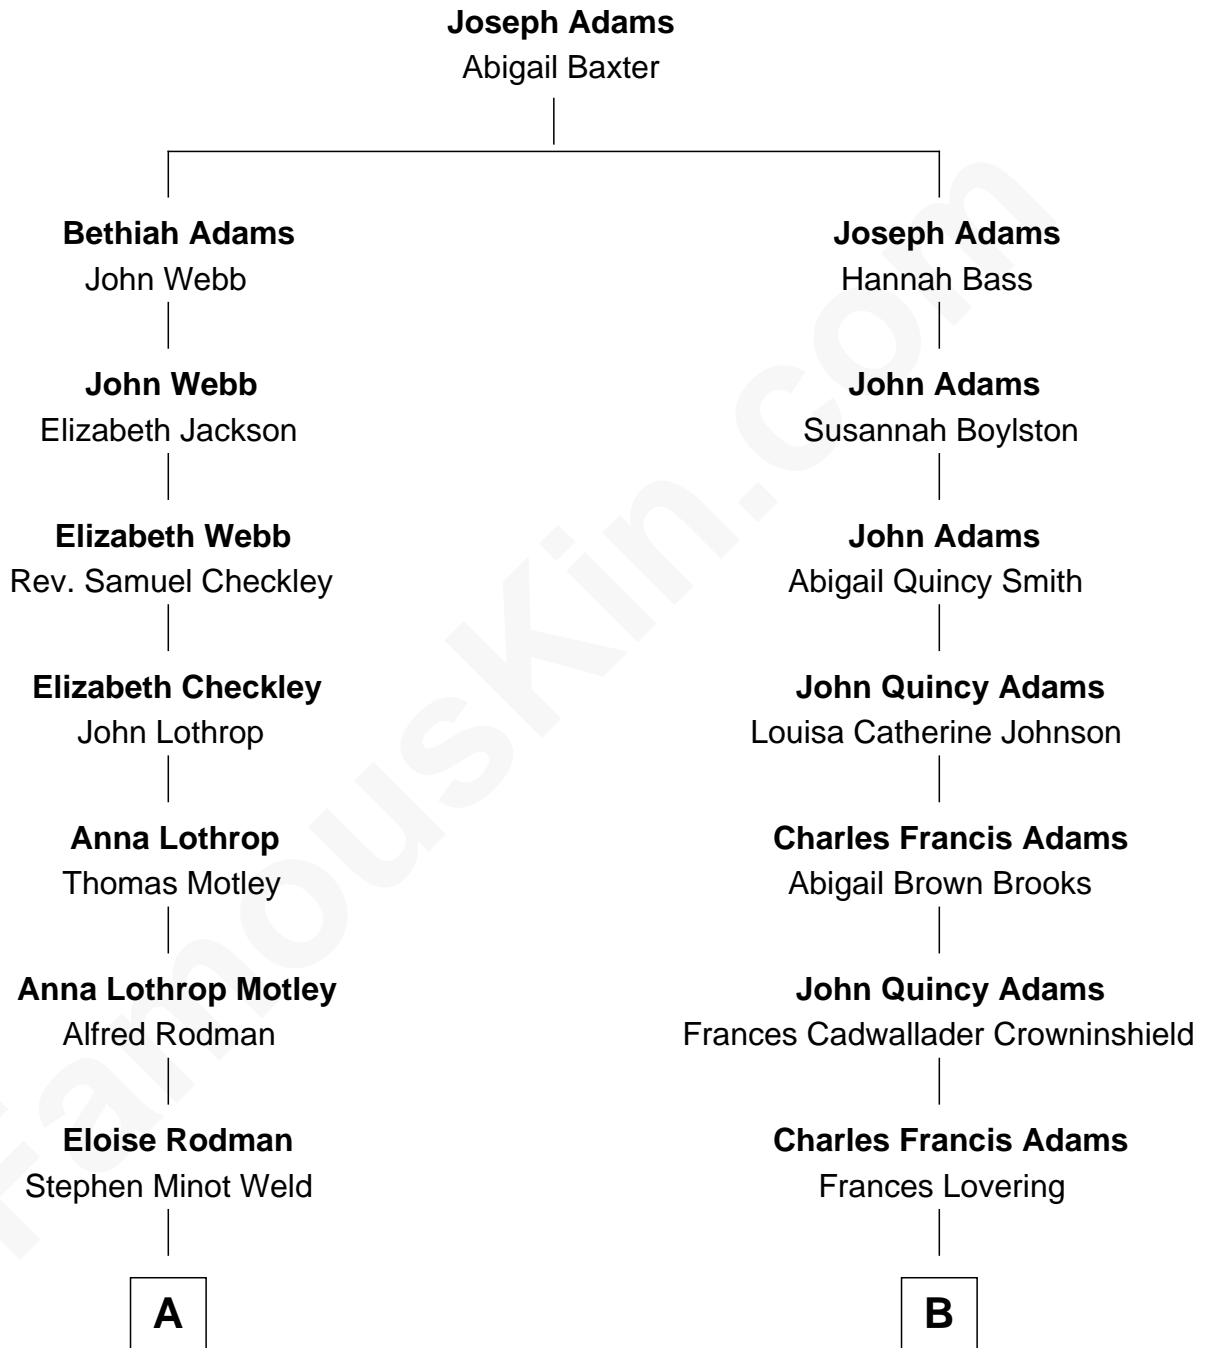 Joseph Adams
Abigail Baxter
Bethiah Adams
John Webb
Joseph Adams
Hannah Bass
John Webb
Elizabeth Jackson
John Adams
Susannah Boylston
Elizabeth Webb
Rev. Samuel Checkley
John Adams
Abigail Quincy Smith
Elizabeth Checkley
John Lothrop
John Quincy Adams
Louisa Catherine Johnson
Anna Lothrop
Thomas Motley
Charles Francis Adams
Abigail Brown Brooks
Anna Lothrop Motley
Alfred Rodman
John Quincy Adams
Frances Cadwallader Crowninshield
Eloise Rodman
Stephen Minot Weld
Charles Francis Adams
Frances Lovering
A
B
FamousKin.com